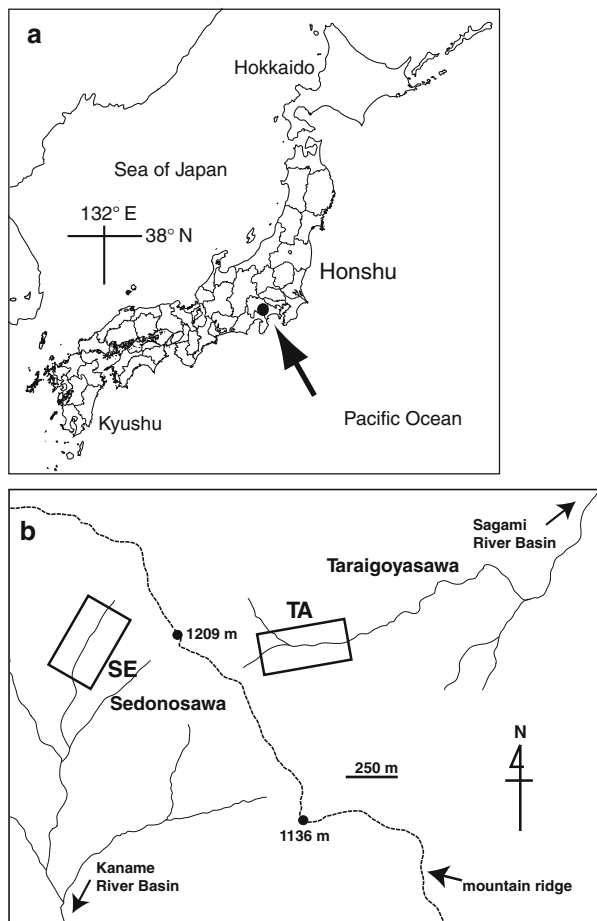 a
Hokkaido
Sea of Japan
132° E
38° N
Honshu
Kyushu
Pacific Ocean
b
Sagami
River Basin
Taraigoyasawa
TA
1209 m
SE
Sedonosawa
N
250 m
1136 m
Kaname
River Basin
mountain ridge